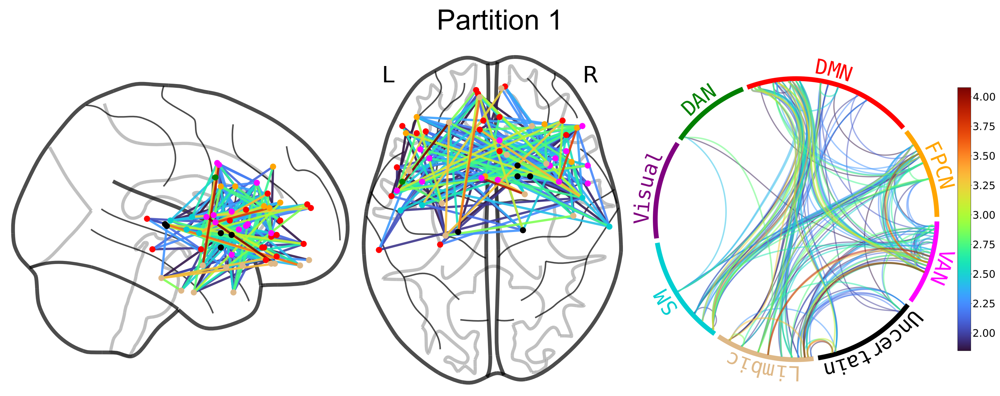 Partition 1
L
R
DMN
DAN
FPCN
Visual
VAN
SM
Uncertain
Limbic
4.00
3.75
3.50
3.25
3.00
2.75
2.50
2.25
2.00